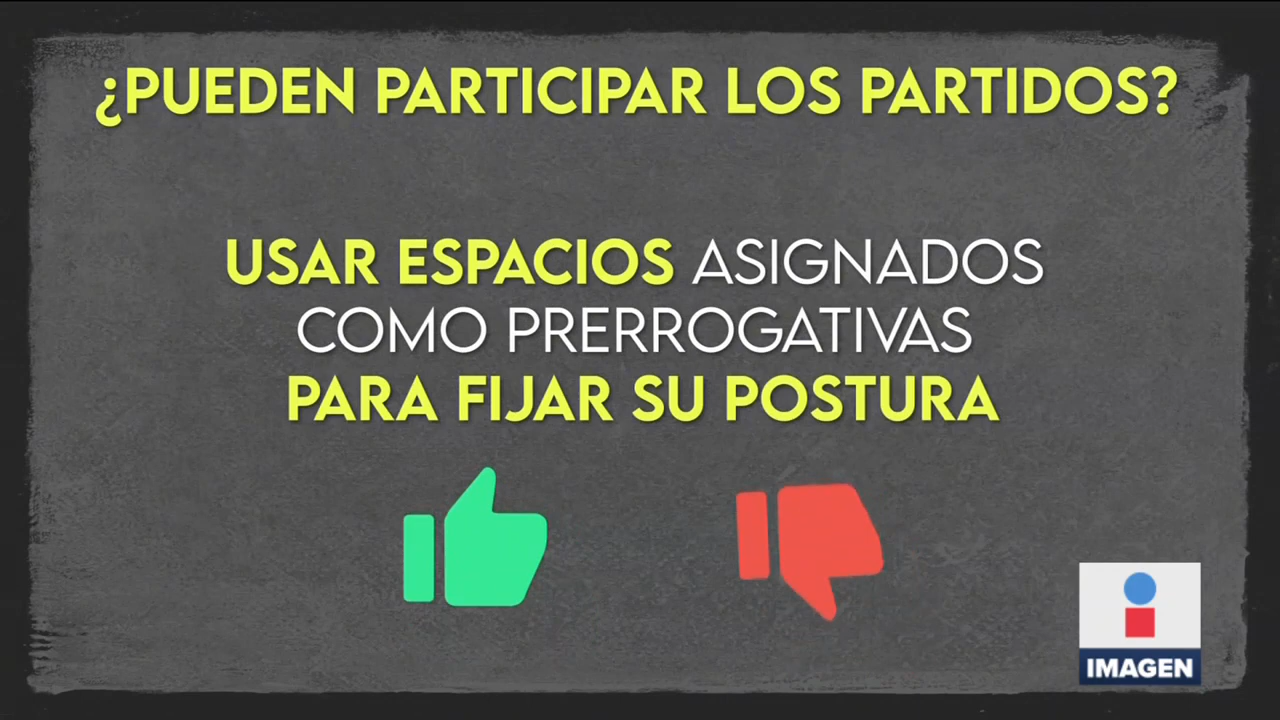 ¿PUEDEN PARTICIPAR LOS PARTIDOS?
USAR ESPACIOS ASIGNADOS
COMO PRERROGATIVAS
PARA FIJAR SU POSTURA
IMAGEN